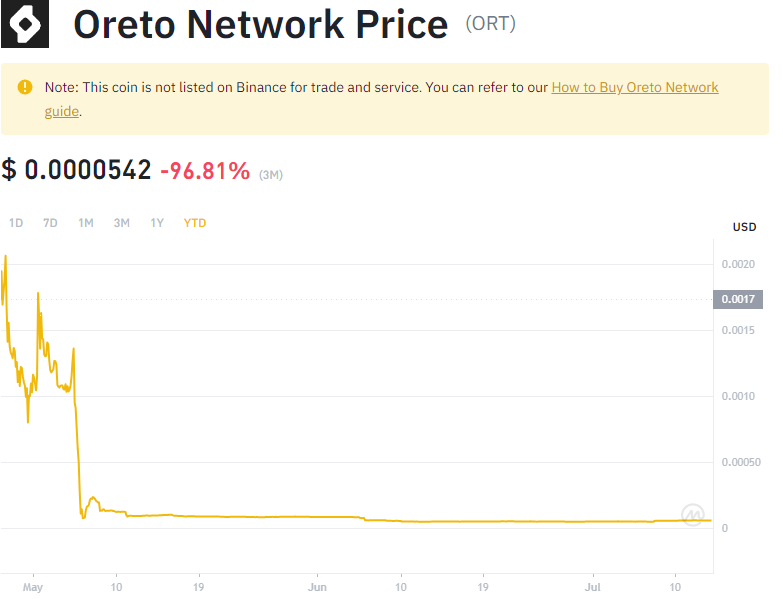 Oreto Network Price (ORT)
Note: This coin is not listed on Binance for trade and service. You can refer to our How to Buy Oreto Network
guide.
$ 0.0000542 -96.81% (3M)
1D 7D 1M 3M 1Y YTD
USD
0.0020
0.0017
0.0015
0.0010
0.00050
0
May 10 19 Jun 10 19 Jul 10